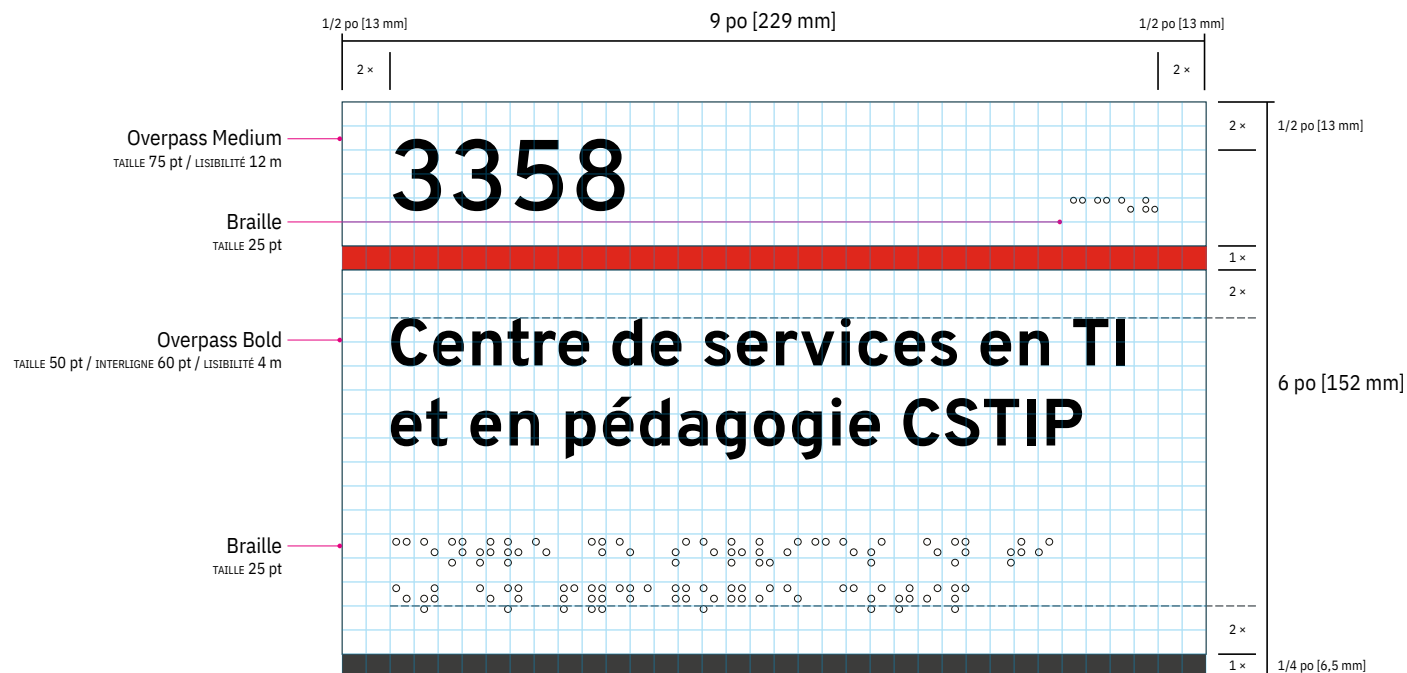 1/2 po [13 mm] 9 po [229 mm] 1/2 po [13 mm]
2 × 2 ×
Overpass Medium
TAILLE 75 pt / LISIBILITÉ 12 m
3358
2 × 1/2 po [13 mm]
Braille
TAILLE 25 pt
1 ×
2 ×
Overpass Bold
TAILLE 50 pt / INTERLIGNE 60 pt / LISIBILITÉ 4 m
Centre de services en TI
et en pédagogie CSTIP
6 po [152 mm]
Braille
TAILLE 25 pt
2 ×
1 × 1/4 po [6,5 mm]